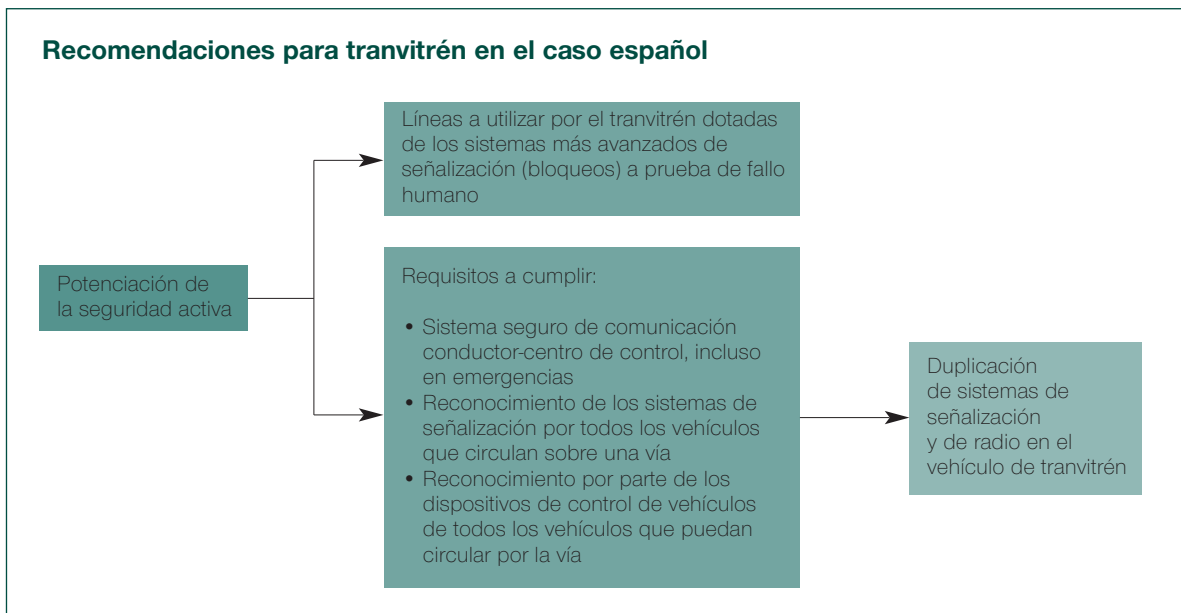 Recomendaciones para tranvitrén en el caso español
Líneas a utilizar por el tranvitrén dotadas
de los sistemas más avanzados de
señalización (bloqueos) a prueba de fallo
humano
Potenciación de
la seguridad activa
Requisitos a cumplir:
• Sistema seguro de comunicación
conductor-centro de control, incluso
en emergencias
• Reconocimiento de los sistemas de
señalización por todos los vehículos
que circulan sobre una vía
• Reconocimiento por parte de los
dispositivos de control de vehículos
de todos los vehículos que puedan
circular por la vía
Duplicación
de sistemas de
señalización
y de radio en el
vehículo de tranvitrén